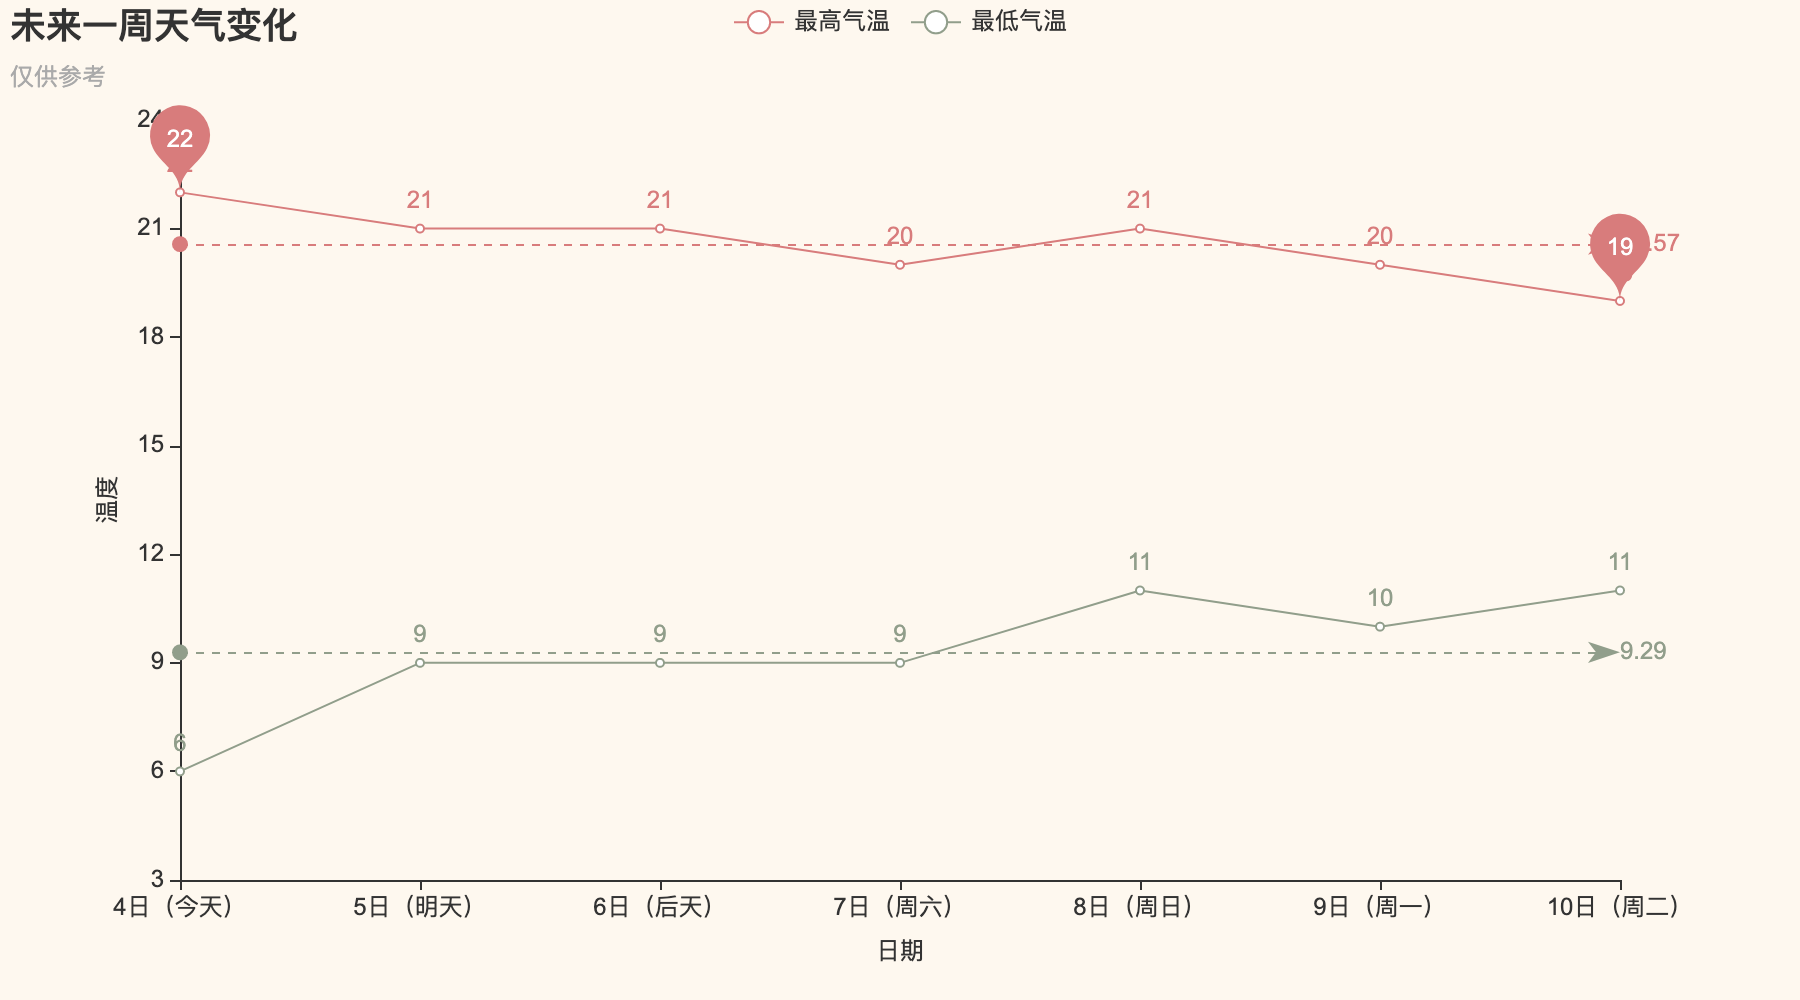 未来一周天气变化
仅供参考
最高气温
最低气温
22
21
21
20
21
20
19
.57
21
18
15
12
9
6
3
温度
11
10
11
9
9
9
9.29
6
4日（今天）
5日（明天）
6日（后天）
7日（周六）
8日（周日）
9日（周一）
10日（周二）
日期